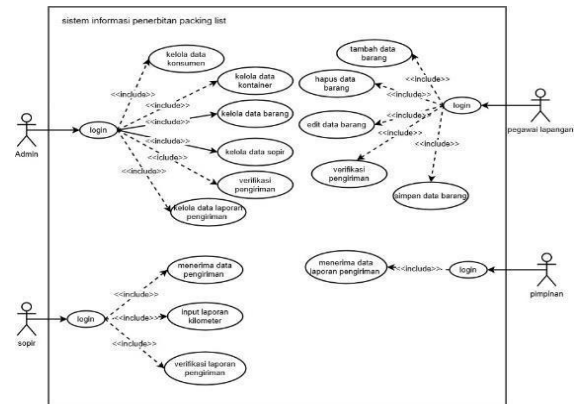 sistem informasi penerbitan packing list
kelola data
konsumen
<<include>>
kelola data
kontainer
<<include>>
kelola data barang
<<include>>
login
Admin
<<include>>
kelola data sopir
<<include>>
verifikasi
pengiriman
<<include>>
kelola data laporan
pengiriman
tambah data
barang
<<include>>
hapus data
barang
<<include>>
login
pegawai lapangan
edit data barang
<<include>>
<<include>>
verifikasi
pengiriman
<<include>>
simpan data barang
menerima data
pengiriman
<<include>>
login
sopir
<<include>>
input laporan
kilometer
<<include>>
verifikasi laporan
pengiriman
menerima data
laporan pengiriman
<<include>>
login
pimpinan